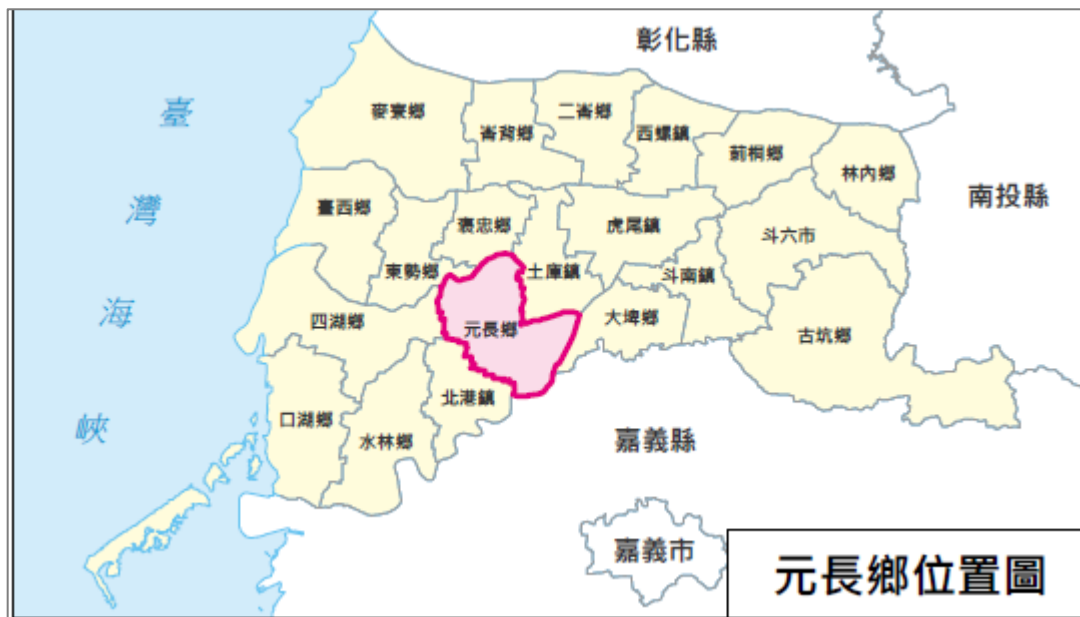 彰化縣
臺灣海峽
麥寮鄉
崙背鄉
二崙鄉
西螺鎮
莿桐鄉
林內鄉
南投縣
臺西鄉
東勢鄉
褒忠鄉
土庫鎮
虎尾鎮
斗南鎮
斗六市
四湖鄉
元長鄉
大埤鄉
古坑鄉
口湖鄉
水林鄉
北港鎮
嘉義縣
嘉義市
元長鄉位置圖